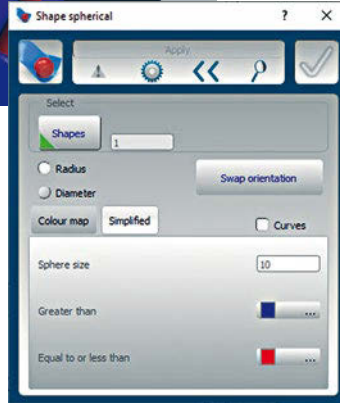 Shape spherical ? ×
Apply
Select
Shapes 1
Radius
Diameter
Swap orientation
Colour map Simplified Curves
Sphere size 10
Greater than ...
Equal to or less than ...